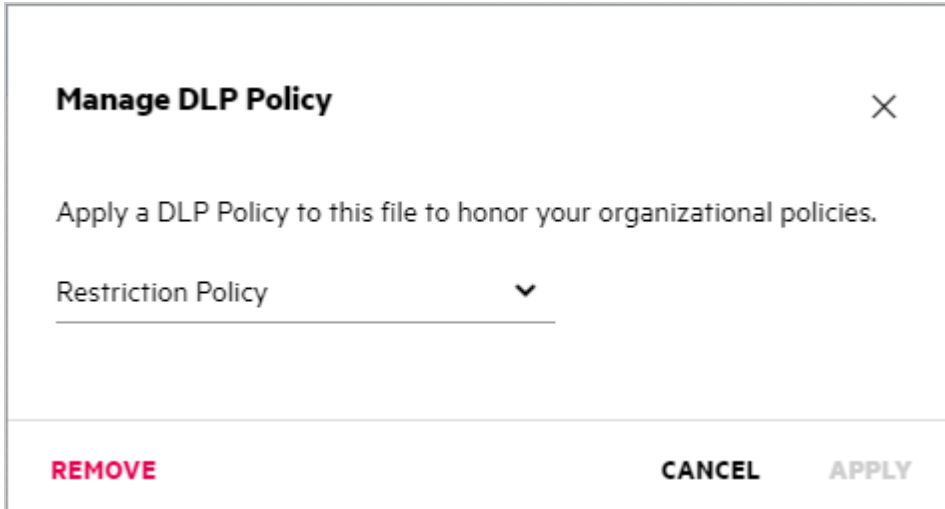 Manage DLP Policy
Apply a DLP Policy to this file to honor your organizational policies.
Restriction Policy
REMOVE CANCEL APPLY